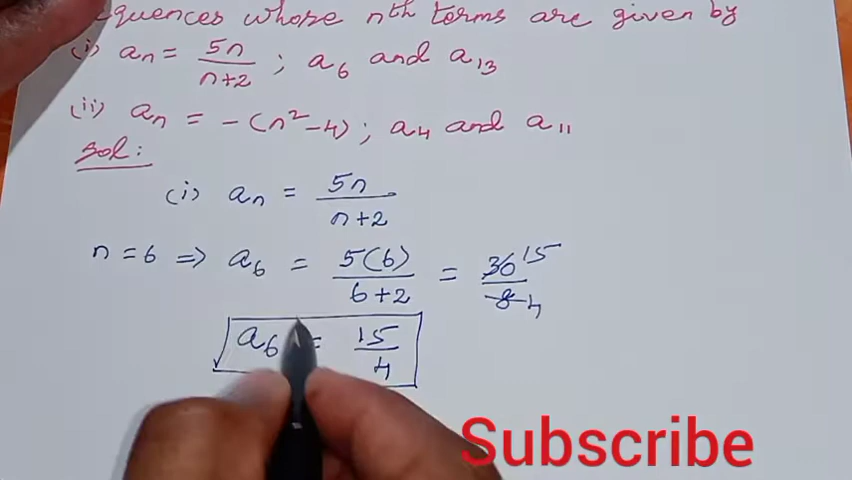 equences whose nth terms are given by
(i) aₙ = 5n/n+2 ; a₆ and a₁₃
(ii) aₙ = -(n²-4) ; a₄ and a₁₁
Sol:
(i) aₙ = 5n/n+2
n = 6 => a₆ = 5(6)/6+2 = 30 15/8 4
a₆ = 15/4
Subscribe